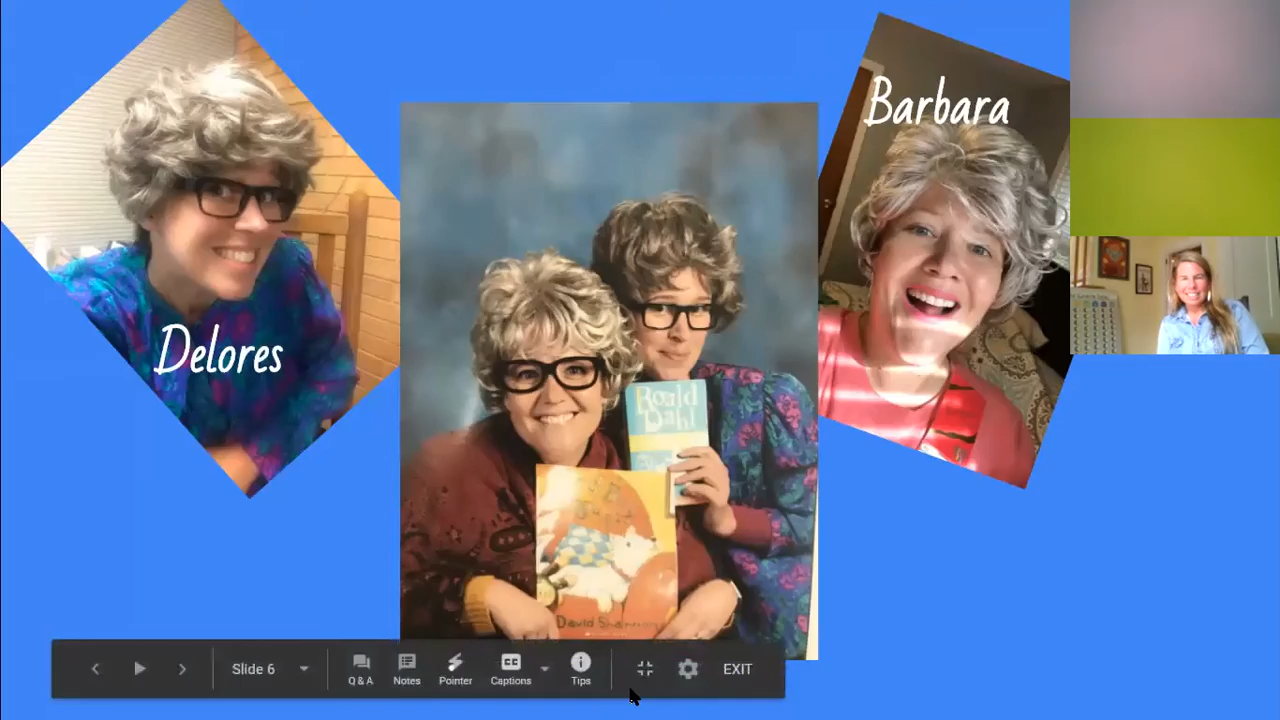 Barbara
Delores
Roald
Dahl
David Shannon
Slide 6
Q & A
Notes
Pointer
CC
Captions
Tips
EXIT